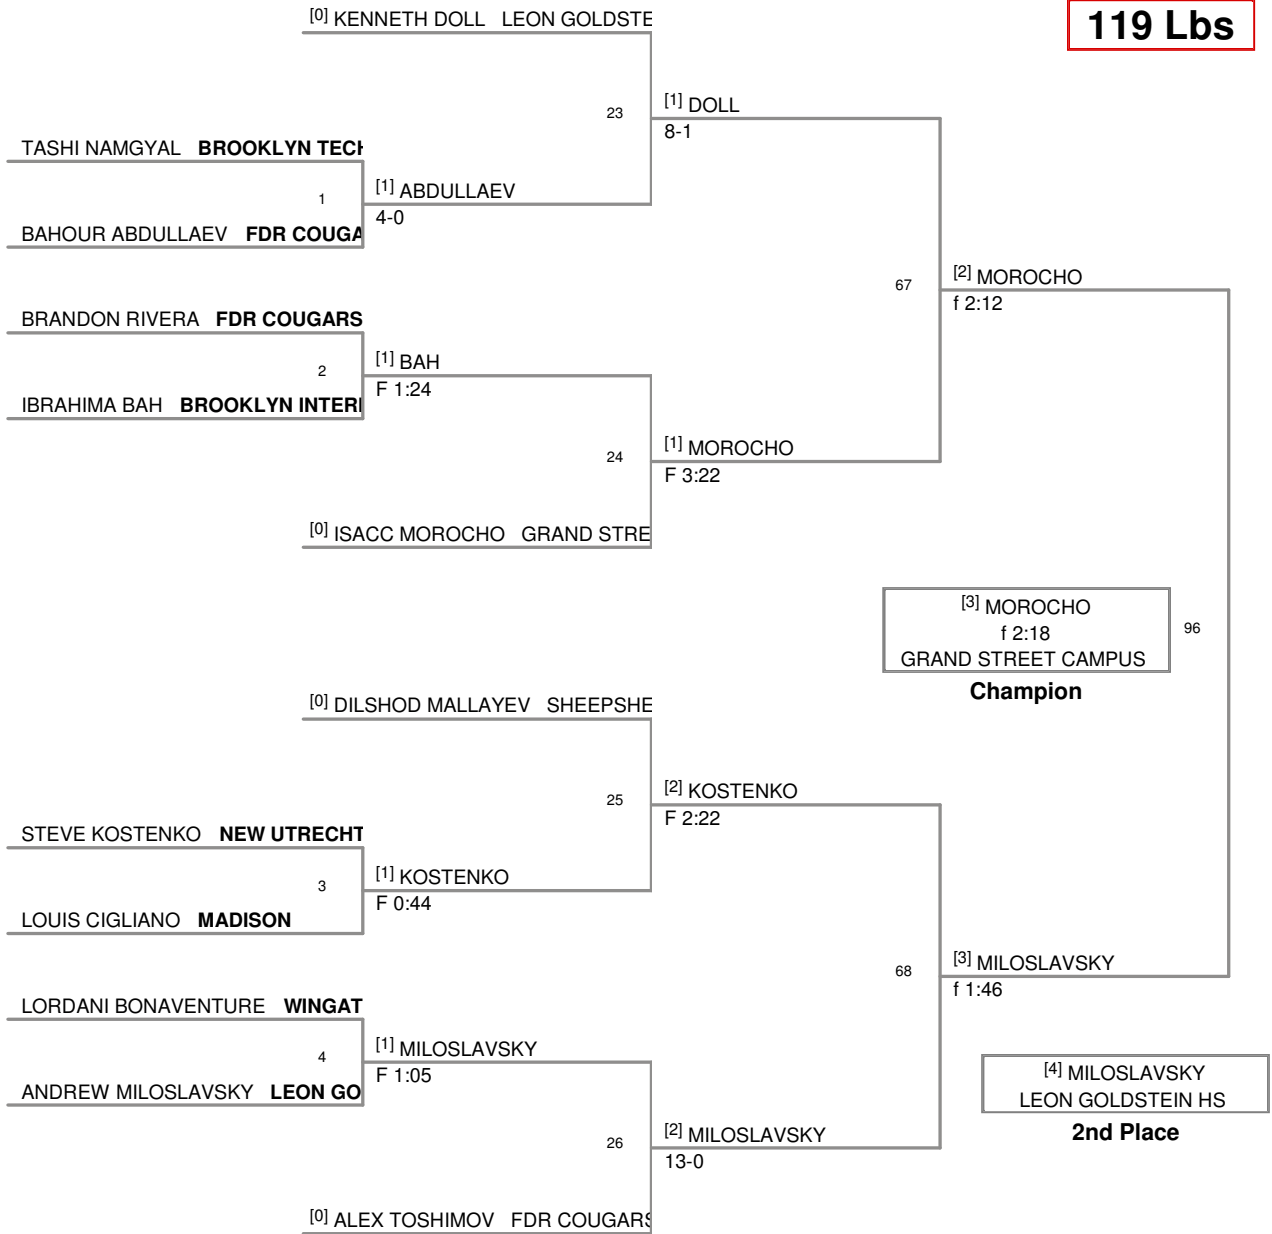 [0] KENNETH DOLL LEON GOLDSTE
119 Lbs
23
[1] DOLL
8-1
TASHI NAMGYAL BROOKLYN TECH
1
[1] ABDULLAEV
4-0
BAHOUR ABDULLAEV FDR COUGA
67
[2] MOROCHO
f 2:12
BRANDON RIVERA FDR COUGARS
2
[1] BAH
F 1:24
IBRAHIMA BAH BROOKLYN INTER
24
[1] MOROCHO
F 3:22
[0] ISACC MOROCHO GRAND STRE
[3] MOROCHO
f 2:18
GRAND STREET CAMPUS
96
Champion
[0] DILSHOD MALLAYEV SHEEPSHE
25
[2] KOSTENKO
F 2:22
STEVE KOSTENKO NEW UTRECHT
3
[1] KOSTENKO
F 0:44
LOUIS CIGLIANO MADISON
68
[3] MILOSLAVSKY
f 1:46
LORDANI BONAVENTURE WINGAT
4
[1] MILOSLAVSKY
F 1:05
ANDREW MILOSLAVSKY LEON GO
[4] MILOSLAVSKY
LEON GOLDSTEIN HS
2nd Place
26
[2] MILOSLAVSKY
13-0
[0] ALEX TOSHIMOV FDR COUGARS